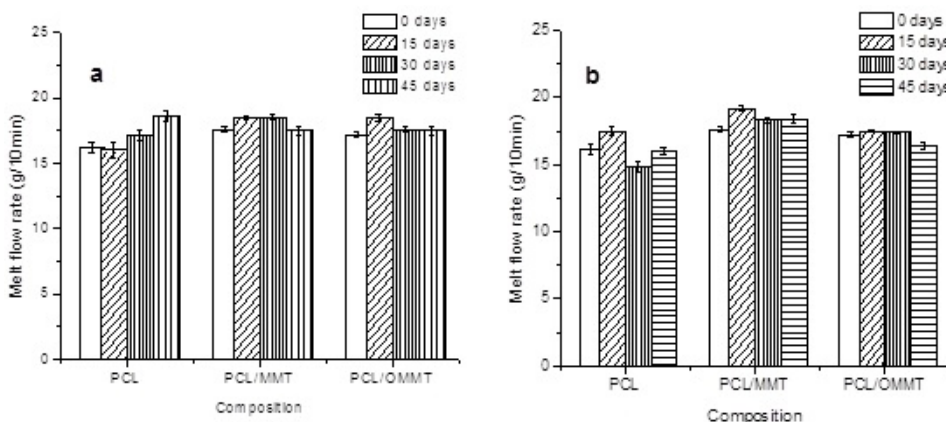 a
0 days
15 days
30 days
45 days
Melt flow rate (g/10min)
25
20
15
10
5
0
PCL
PCL/MMT
PCL/OMMT
Composition
b
0 days
15 days
30 days
45 days
Melt flow rate (g/10min)
25
20
15
10
5
0
PCL
PCL/MMT
PCL/OMMT
Composition